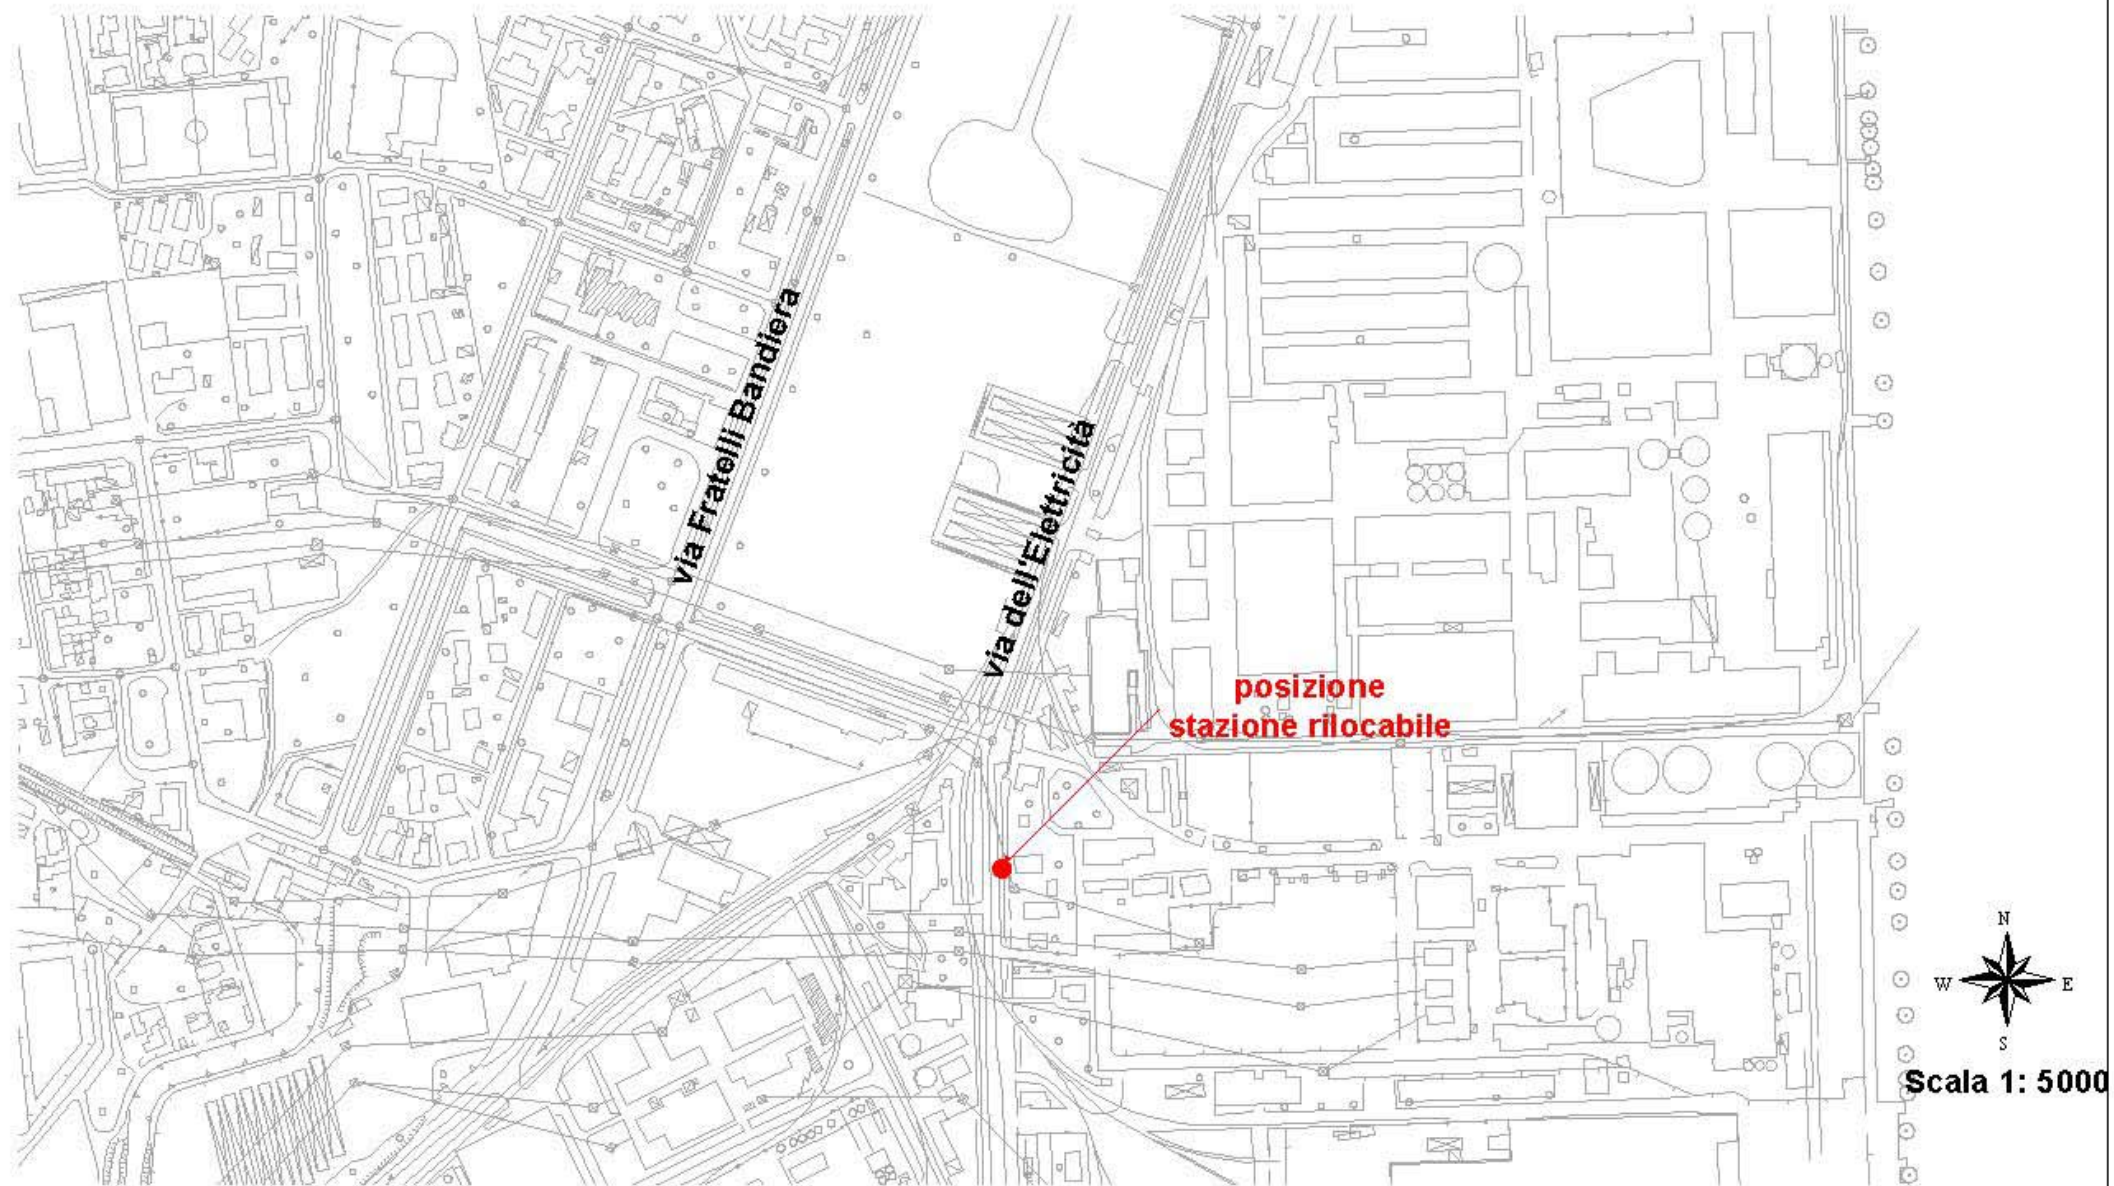 via Fratelli Bandiera
via dell'Elettricità
posizione
stazione rilocabile
N
W
E
S
Scala 1: 5000